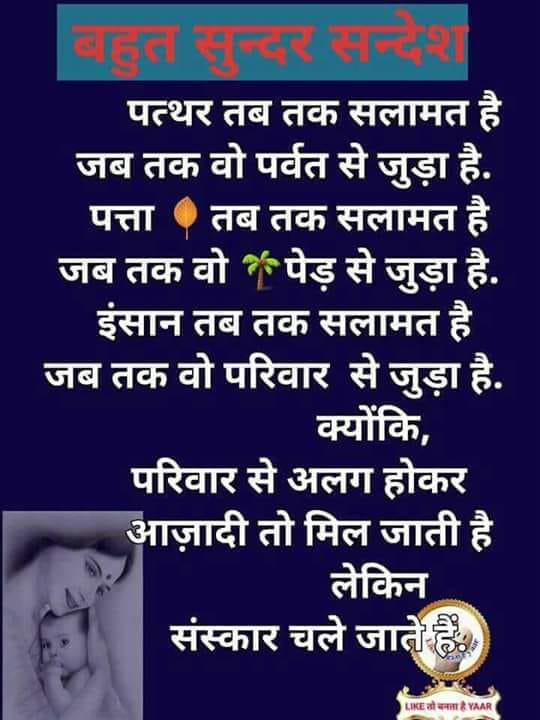 बहुत सुन्दर सन्देश
पत्थर तब तक सलामत है
जब तक वो पर्वत से जुड़ा है.
पत्ता 🍂 तब तक सलामत है
जब तक वो 🌴 पेड़ से जुड़ा है.
इंसान तब तक सलामत है
जब तक वो परिवार से जुड़ा है.
क्योंकि,
परिवार से अलग होकर
आज़ादी तो मिल जाती है
लेकिन
संस्कार चले जाते हैं.
LIKE तो बनता है YAAR